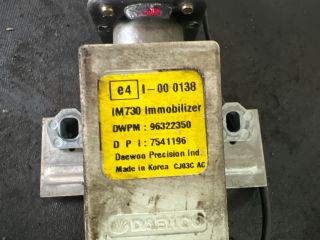 e4 I-00 0138
IM730 Immobilizer
DWPM : 96322350
D P I : 7541196
Daewoo Precision Ind.
Made in Korea CJ03C AC
DAEWOO